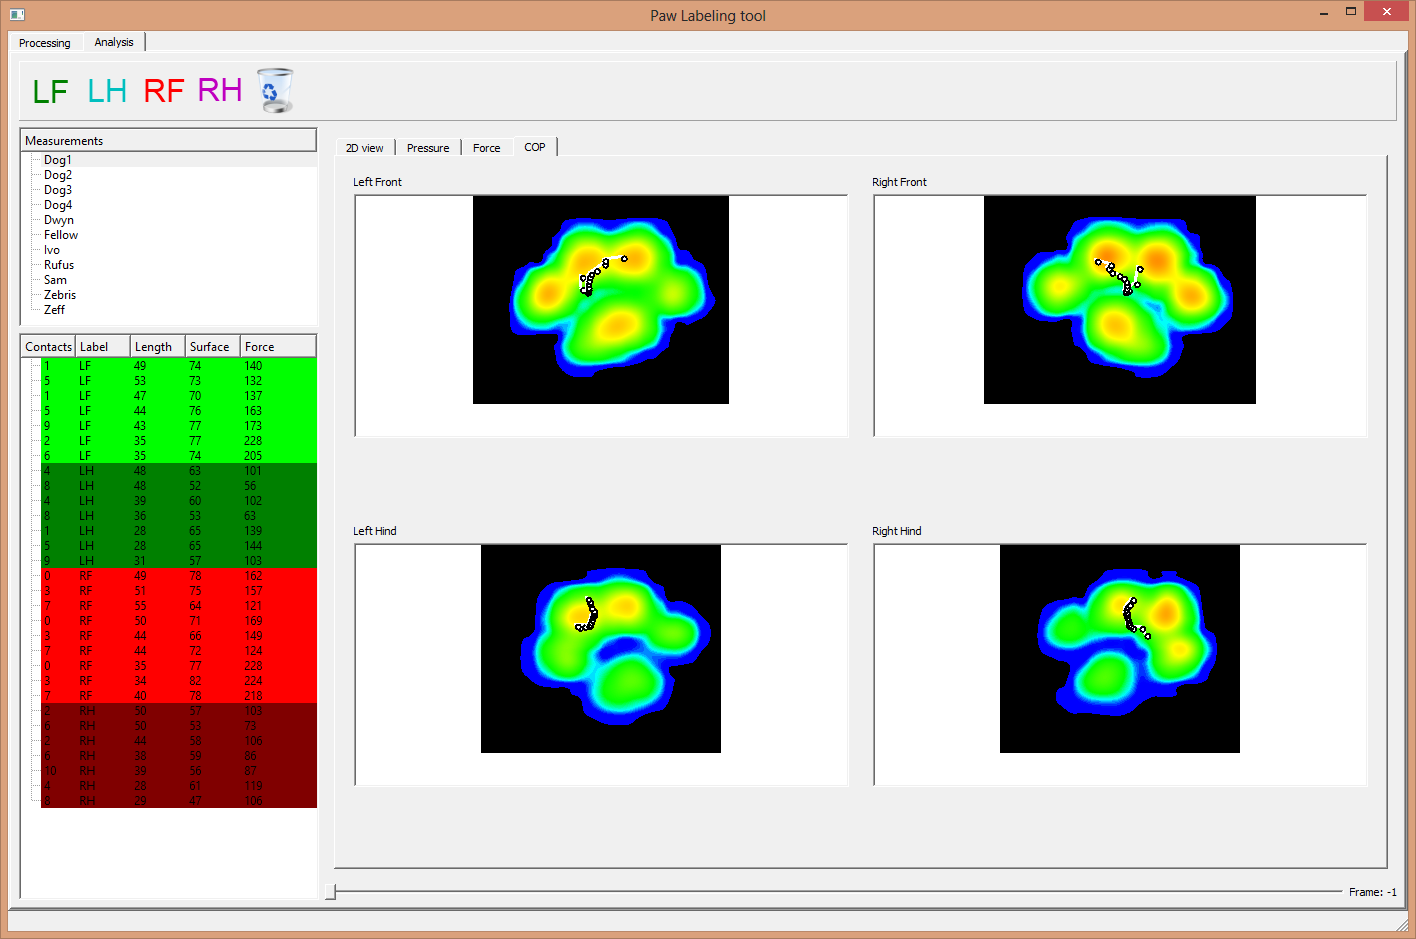 Paw Labeling tool
Processing Analysis
LF LH RF RH
Measurements
Dog1
Dog2
Dog3
Dog4
Dwyn
Fellow
Ivo
Rufus
Sam
Zebris
Zeff
Contacts Label Length Surface Force
1 LF 49 74 140
5 LF 53 73 132
1 LF 47 70 137
5 LF 44 76 163
9 LF 43 77 173
2 LF 35 77 228
6 LF 35 74 205
4 LH 48 63 101
8 LH 48 52 56
4 LH 39 60 102
8 LH 36 53 63
1 LH 28 65 139
5 LH 28 65 144
9 LH 31 57 103
0 RF 49 78 162
3 RF 51 75 157
7 RF 55 64 121
0 RF 50 71 169
3 RF 44 66 149
7 RF 44 72 124
0 RF 35 77 228
3 RF 34 82 224
7 RF 40 78 218
2 RH 50 57 103
6 RH 50 53 73
2 RH 44 58 106
6 RH 38 59 86
10 RH 39 56 87
4 RH 28 61 119
8 RH 29 47 106
2D view Pressure Force COP
Left Front Right Front
Left Hind Right Hind
Frame: -1